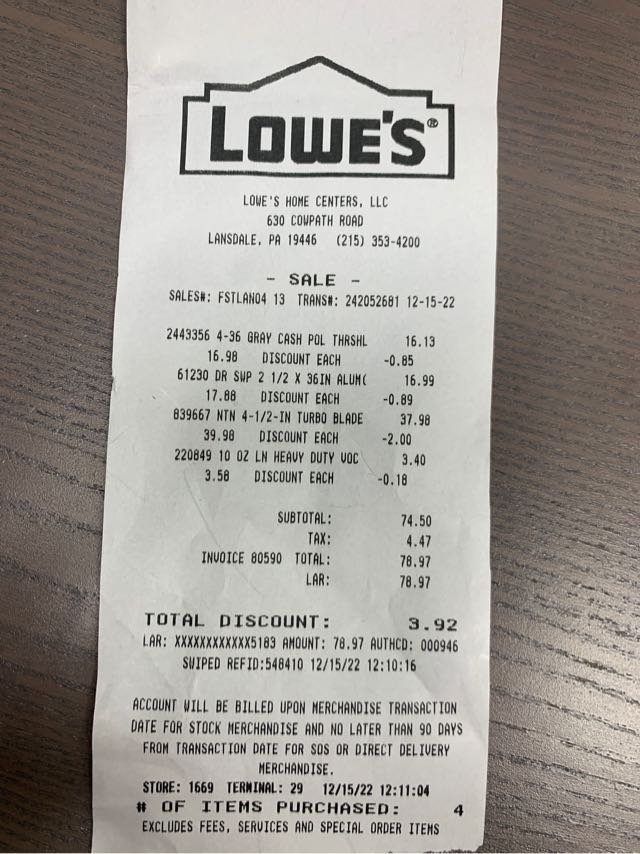 LOWE'S®
LOWE'S HOME CENTERS, LLC
630 COWPATH ROAD
LANSDALE, PA 19446 (215) 353-4200
- SALE -
SALES#: FSTLAN04 13 TRANS#: 242052681 12-15-22
2443356 4-36 GRAY CASH POL THRSHL 16.13
16.98 DISCOUNT EACH -0.85
61230 DR SWP 2 1/2 X 36IN ALUM( 16.99
17.88 DISCOUNT EACH -0.89
839667 NTN 4-1/2-IN TURBO BLADE 37.98
39.98 DISCOUNT EACH -2.00
220849 10 OZ LN HEAVY DUTY VOC 3.40
3.58 DISCOUNT EACH -0.18
SUBTOTAL: 74.50
TAX: 4.47
INVOICE 80590 TOTAL: 78.97
LAR: 78.97
TOTAL DISCOUNT: 3.92
LAR: XXXXXXXXXXXX5183 AMOUNT: 78.97 AUTHCD: 000946
SWIPED REFID:548410 12/15/22 12:10:16
ACCOUNT WILL BE BILLED UPON MERCHANDISE TRANSACTION
DATE FOR STOCK MERCHANDISE AND NO LATER THAN 90 DAYS
FROM TRANSACTION DATE FOR SOS OR DIRECT DELIVERY
MERCHANDISE.
STORE: 1669 TERMINAL: 29 12/15/22 12:11:04
# OF ITEMS PURCHASED: 4
EXCLUDES FEES, SERVICES AND SPECIAL ORDER ITEMS